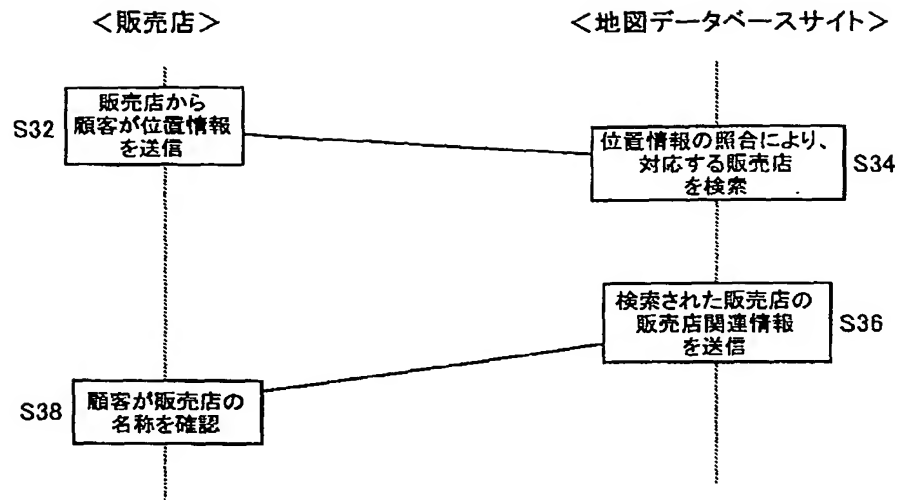 <販売店>
<地図データベースサイト>
S32
販売店から
顧客が位置情報
を送信
位置情報の照合により、
対応する販売店
を検索
S34
検索された販売店の
販売店関連情報
を送信
S36
S38
顧客が販売店の
名称を確認